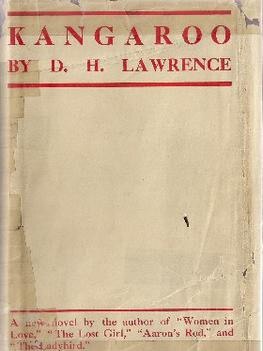 KANGAROO
BY D. H. LAWRENCE
A new novel by the author of "Women in
Love," "The Lost Girl," "Aaron's Rod," and
"The Ladybird."